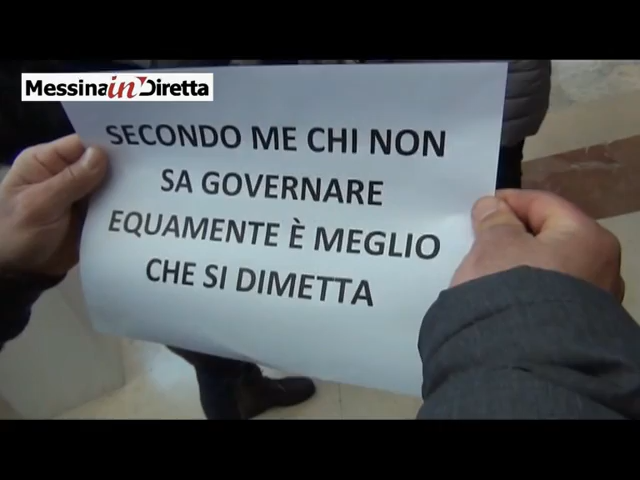 MessinainDiretta
SECONDO ME CHI NON
SA GOVERNARE
EQUAMENTE È MEGLIO
CHE SI DIMETTA